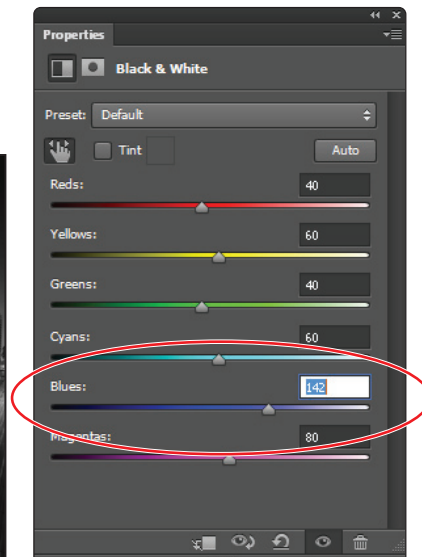 Properties
Black & White
Preset: Default
Tint Auto
Reds: 40
Yellows: 60
Greens: 40
Cyans: 60
Blues: 142
Magentas: 80